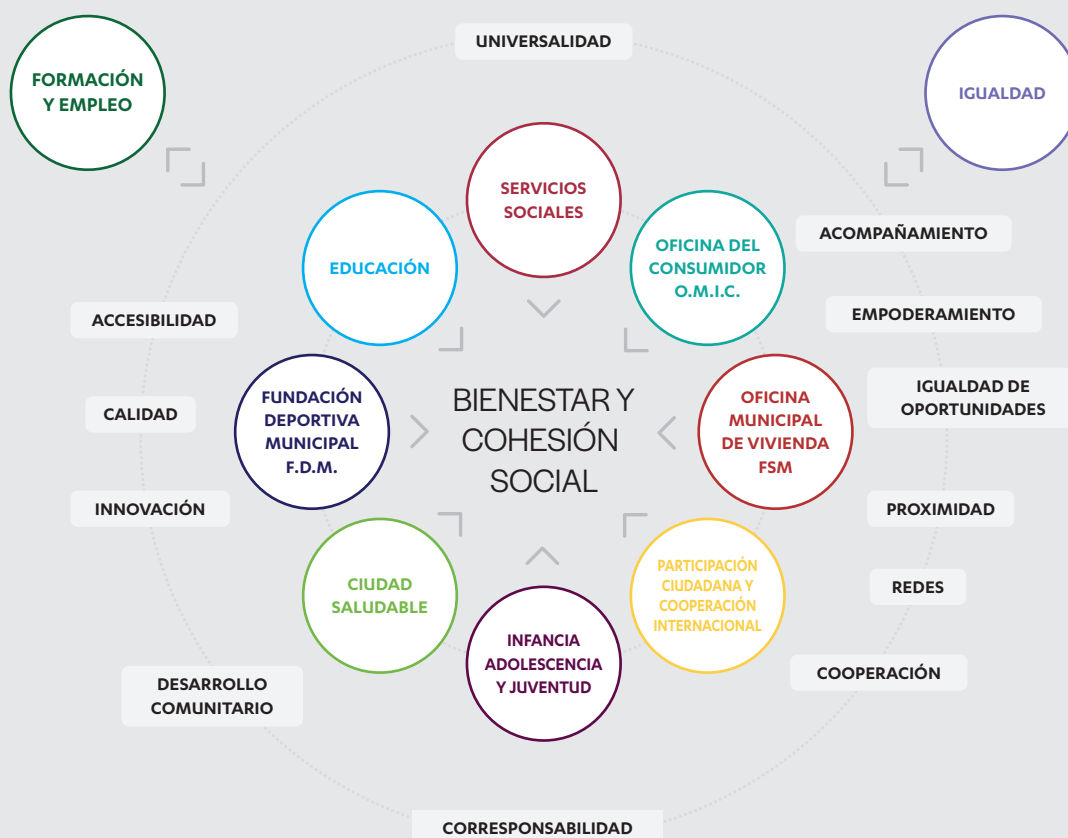 UNIVERSALIDAD
FORMACIÓN
Y EMPLEO
IGUALDAD
SERVICIOS
SOCIALES
EDUCACIÓN
OFICINA DEL
CONSUMIDOR
O.M.I.C.
ACOMPAÑAMIENTO
ACCESIBILIDAD
EMPODERAMIENTO
FUNDACIÓN
DEPORTIVA
MUNICIPAL
F.D.M.
BIENESTAR Y
COHESIÓN
SOCIAL
OFICINA
MUNICIPAL
DE VIVIENDA
FSM
IGUALDAD DE
OPORTUNIDADES
CALIDAD
INNOVACIÓN
PROXIMIDAD
CIUDAD
SALUDABLE
PARTICIPACIÓN
CIUDADANA Y
COOPERACIÓN
INTERNACIONAL
REDES
INFANCIA
ADOLESCENCIA
Y JUVENTUD
COOPERACIÓN
DESARROLLO
COMUNITARIO
CORRESPONSABILIDAD